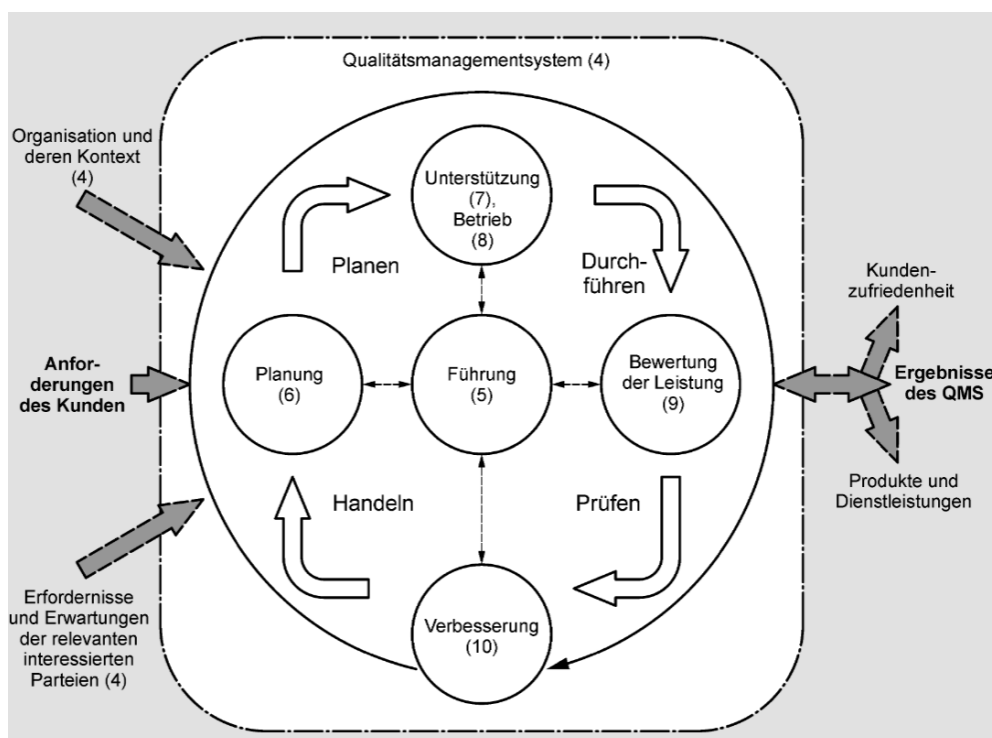 Qualitätsmanagementsystem (4)
Organisation und
deren Kontext
(4)
Unterstützung
(7),
Betrieb
(8)
Planen
Durch-
führen
Kunden-
zufriedenheit
Anfor-
derungen
des Kunden
Planung
(6)
Führung
(5)
Bewertung
der Leistung
(9)
Ergebnisse
des QMS
Handeln
Prüfen
Produkte und
Dienstleistungen
Erfordernisse
und Erwartungen
der relevanten
interessierten
Parteien (4)
Verbesserung
(10)